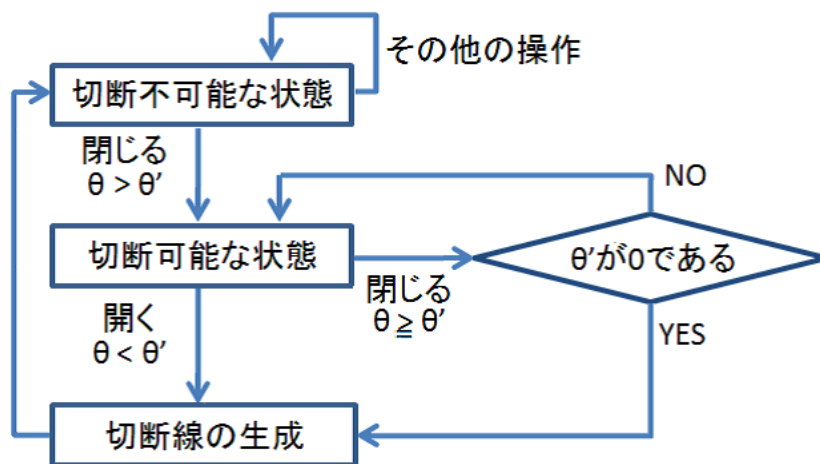 その他の操作
切断不可能な状態
閉じる
θ > θ’
NO
切断可能な状態
θ’が0である
閉じる
θ ≧ θ’
開く
θ < θ’
YES
切断線の生成